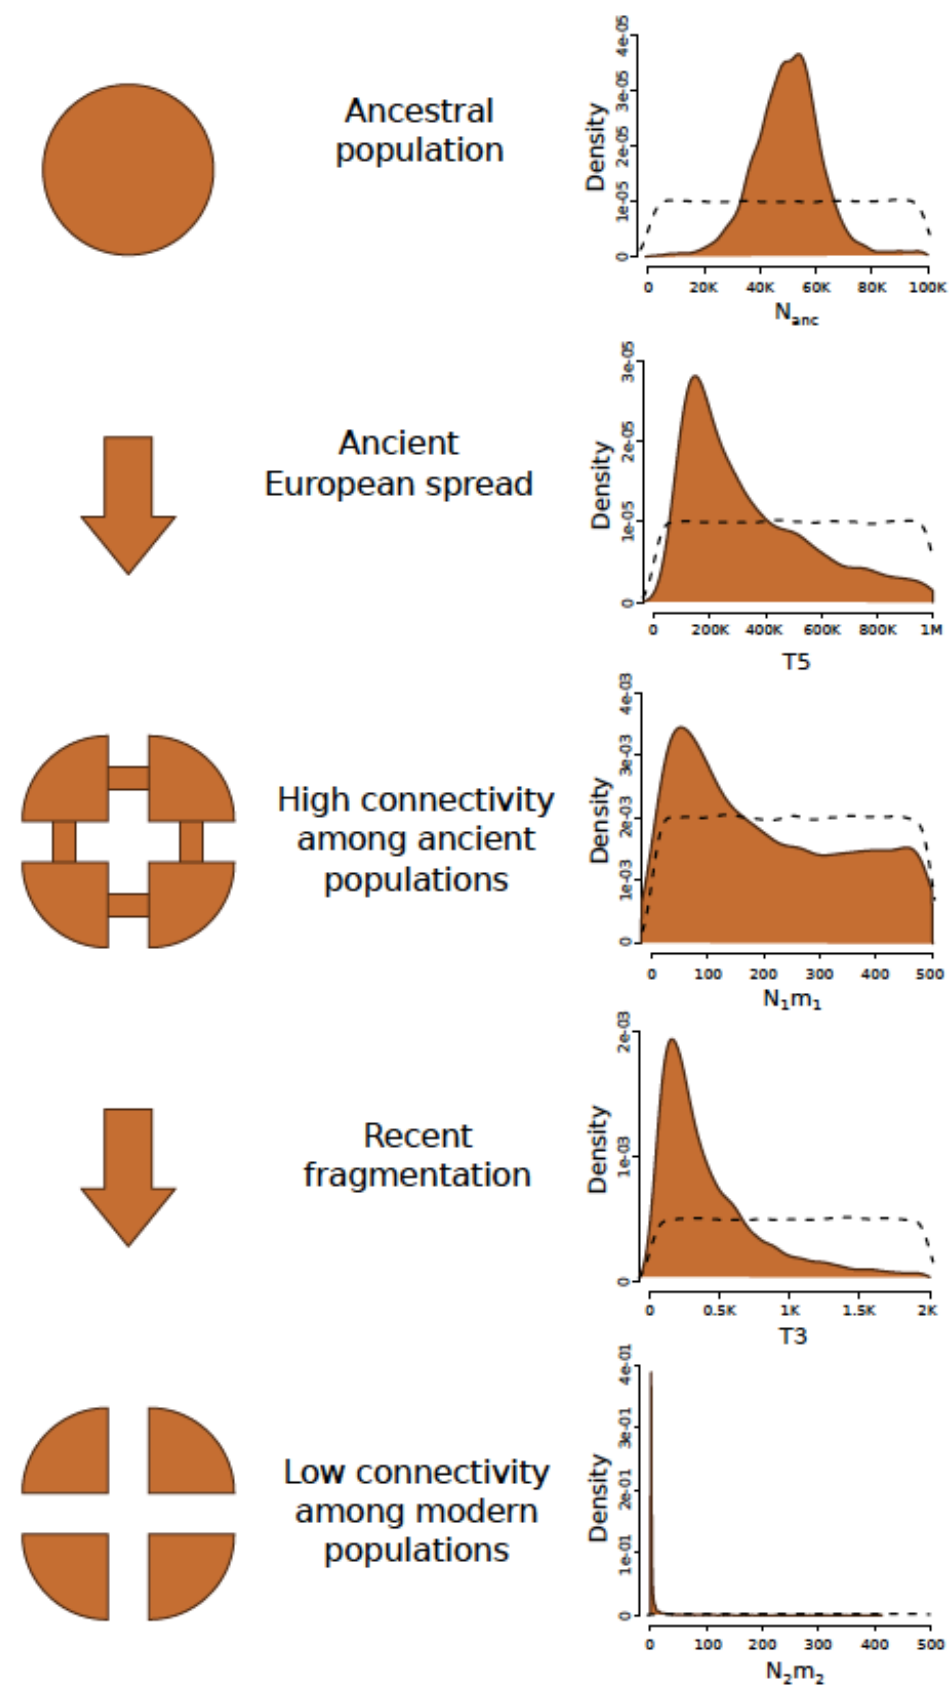 Ancestral
population
Density
0
1e-05
2e-05
3e-05
4e-05
0 20K 40K 60K 80K 100K
Nanc
Ancient
European spread
Density
0
1e-05
2e-05
3e-05
0 200K 400K 600K 800K 1M
T5
High connectivity
among ancient
populations
Density
0
1e-03
2e-03
3e-03
4e-03
0 100 200 300 400 500
N1m1
Recent
fragmentation
Density
0
1e-03
2e-03
0 0.5K 1K 1.5K 2K
T3
Low connectivity
among modern
populations
Density
0
1e-01
2e-01
3e-01
4e-01
0 100 200 300 400 500
N2m2